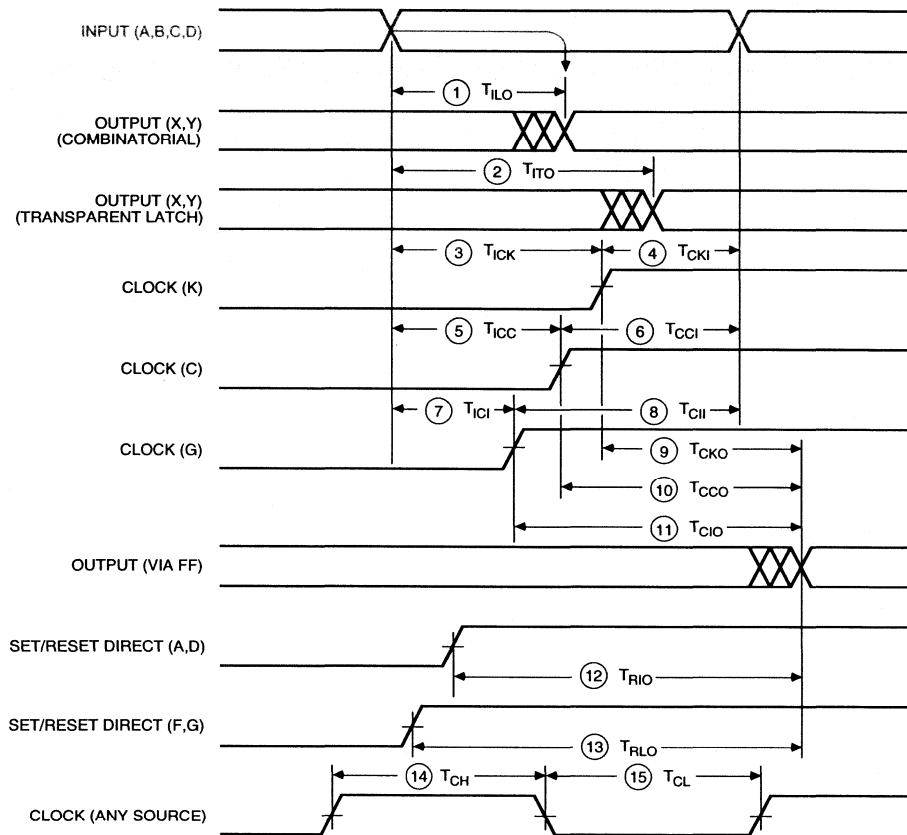 INPUT (A,B,C,D)
1 TILO
OUTPUT (X,Y)
(COMBINATORIAL)
2 TITO
OUTPUT (X,Y)
(TRANSPARENT LATCH)
3 TICK
4 TCKI
CLOCK (K)
5 TICC
6 TCCI
CLOCK (C)
7 TICI
8 TCII
CLOCK (G)
9 TCKO
10 TCCO
11 TCIO
OUTPUT (VIA FF)
SET/RESET DIRECT (A,D)
12 TRIO
SET/RESET DIRECT (F,G)
13 TRLO
14 TCH
15 TCL
CLOCK (ANY SOURCE)